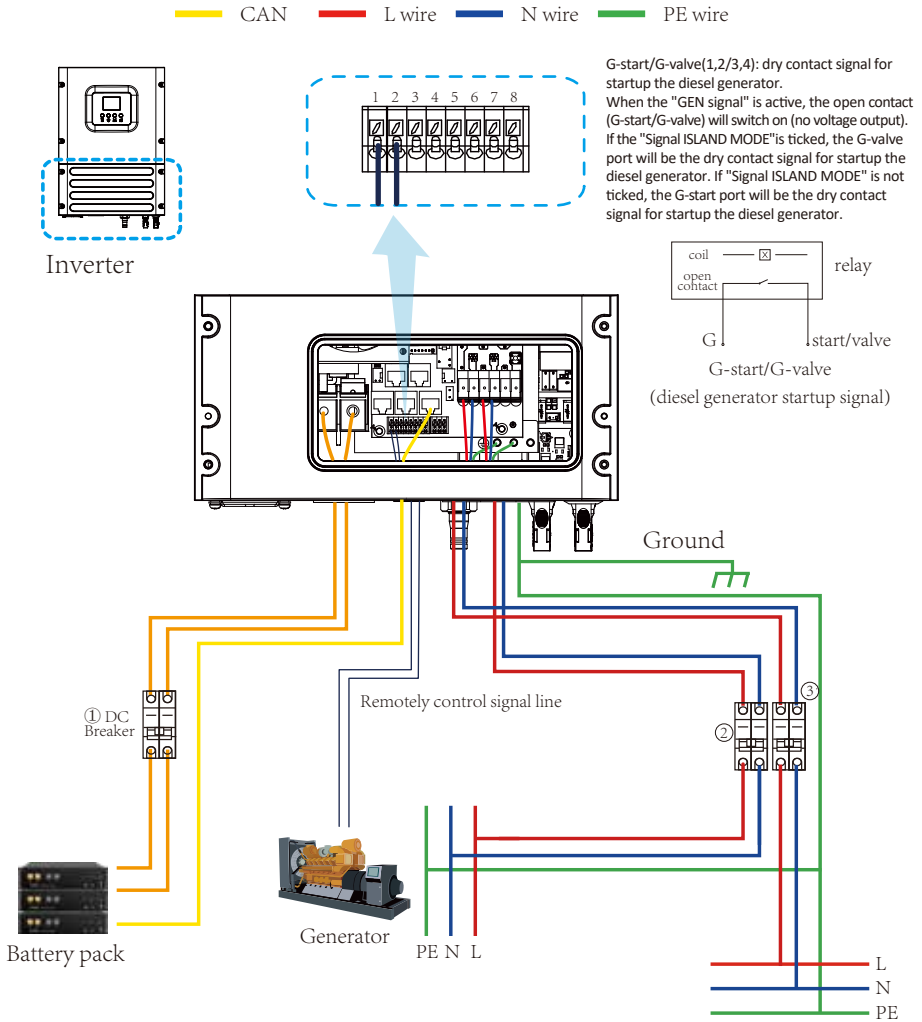 CAN L wire N wire PE wire
G-start/G-valve(1,2/3,4): dry contact signal for
startup the diesel generator.
When the "GEN signal" is active, the open contact
(G-start/G-valve) will switch on (no voltage output).
If the "Signal ISLAND MODE"is ticked, the G-valve
port will be the dry contact signal for startup the
diesel generator. If "Signal ISLAND MODE" is not
ticked, the G-start port will be the dry contact
signal for startup the diesel generator.
1 2 3 4 5 6 7 8
Inverter
coil
X
relay
open
contact
G
start/valve
G-start/G-valve
(diesel generator startup signal)
Ground
① DC
Breaker
Remotely control signal line
②
③
Battery pack
Generator
PE N L
L
N
PE